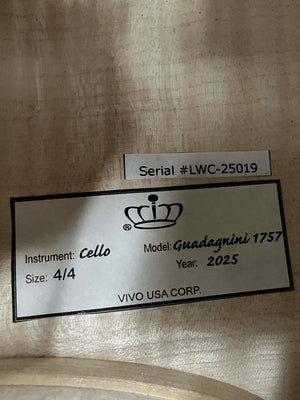 Serial #LWC-25019
®
Instrument: Cello Model: Guadagnini 1757
Size: 4/4 Year: 2025
VIVO USA CORP.